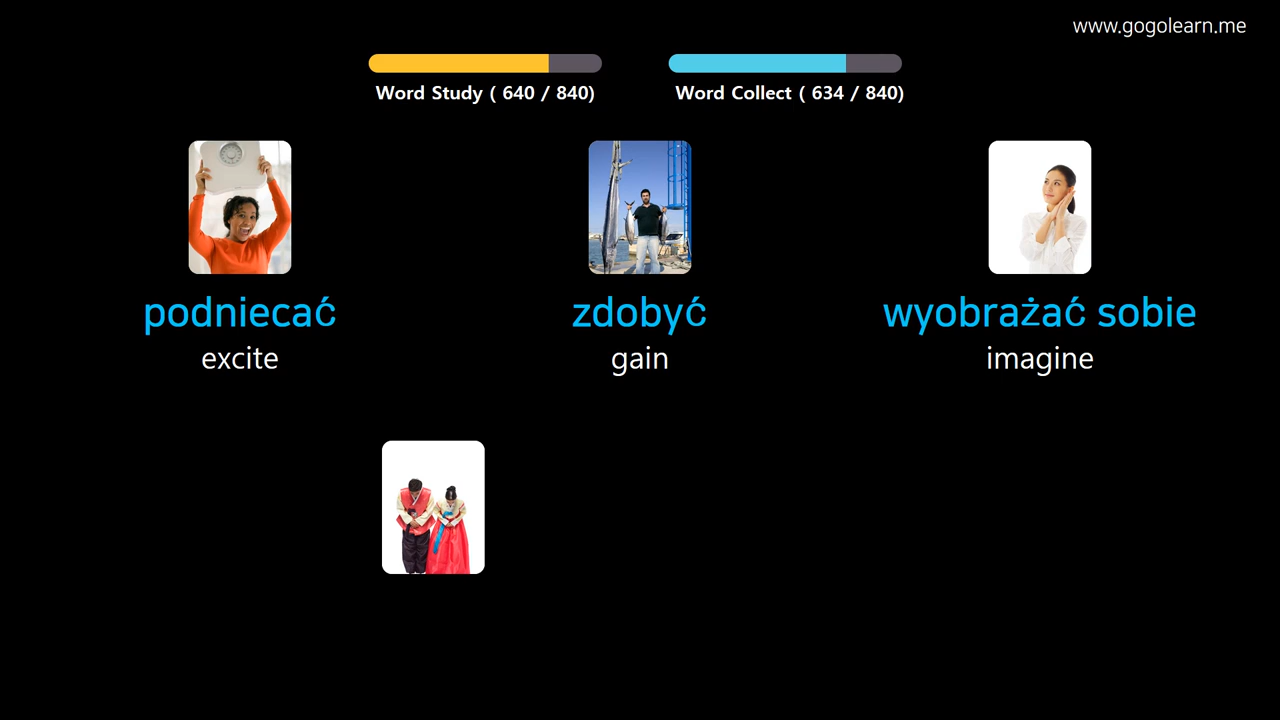 www.gogolearn.me
Word Study ( 640 / 840)
Word Collect ( 634 / 840)
podniecać
zdobyć
wyobrażać sobie
excite
gain
imagine